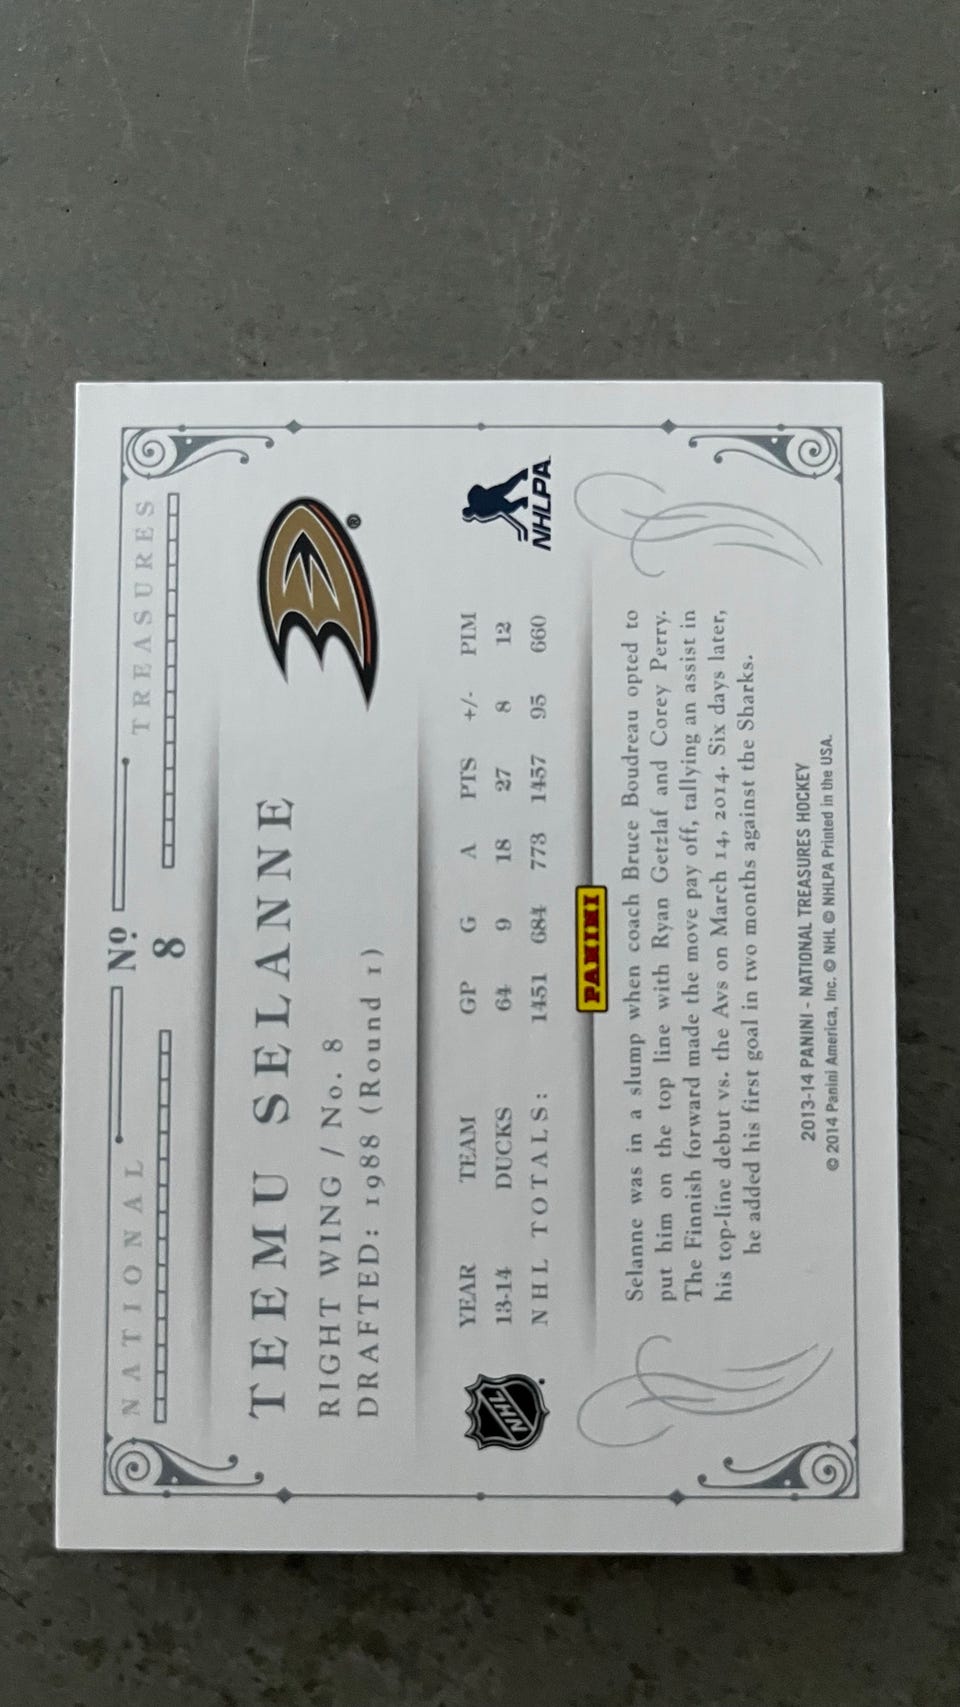 NATIONAL Nº. TREASURES
8
TEEMU SELANNE
RIGHT WING / No. 8
DRAFTED: 1988 (Round 1)
®
YEAR TEAM GP G A PTS +/- PIM
13-14 DUCKS 64 9 18 27 8 12
NHL TOTALS: 1451 684 773 1457 95 660
NHL
NHLPA
PANINI
Selanne was in a slump when coach Bruce Boudreau opted to
put him on the top line with Ryan Getzlaf and Corey Perry.
The Finnish forward made the move pay off, tallying an assist in
his top-line debut vs. the Avs on March 14, 2014. Six days later,
he added his first goal in two months against the Sharks.
2013-14 PANINI - NATIONAL TREASURES HOCKEY
© 2014 Panini America, Inc. © NHL © NHLPA Printed in the USA.